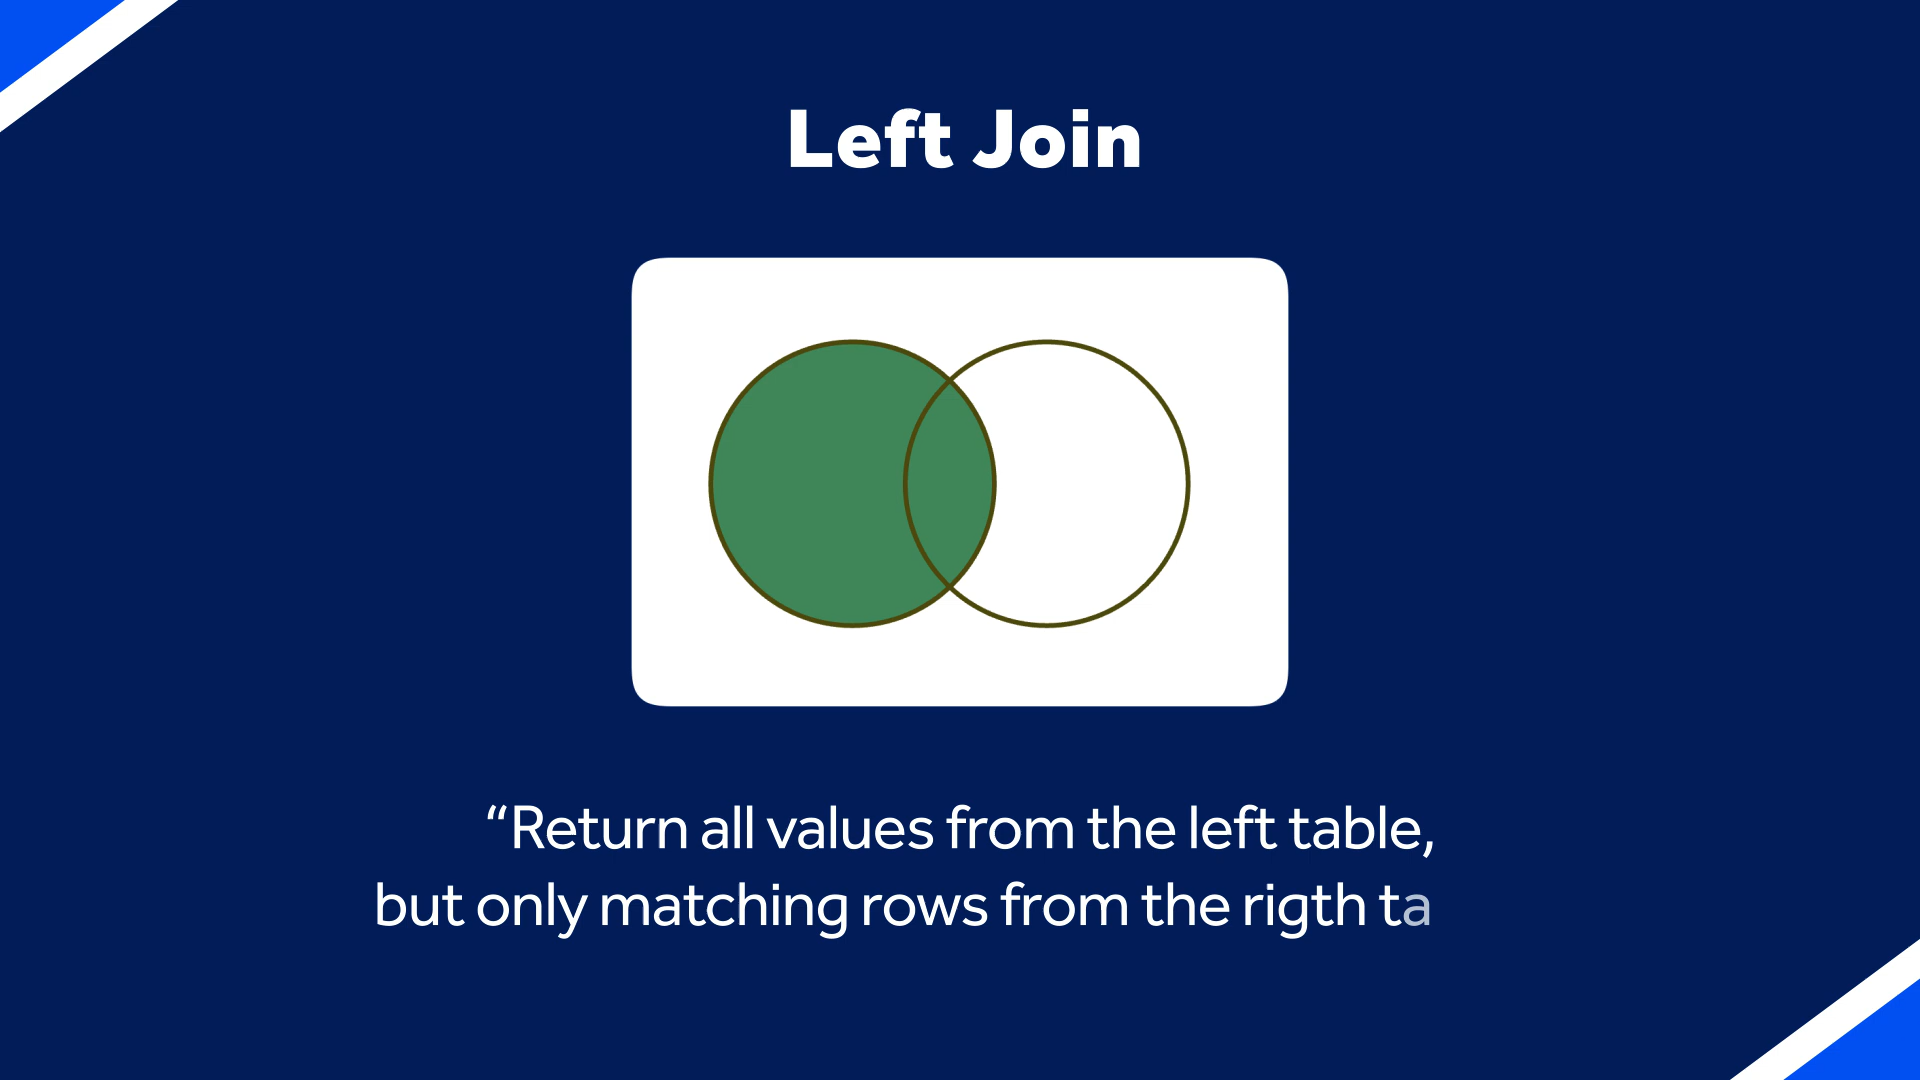 Left Join
“Return all values from the left table,
but only matching rows from the rigth ta